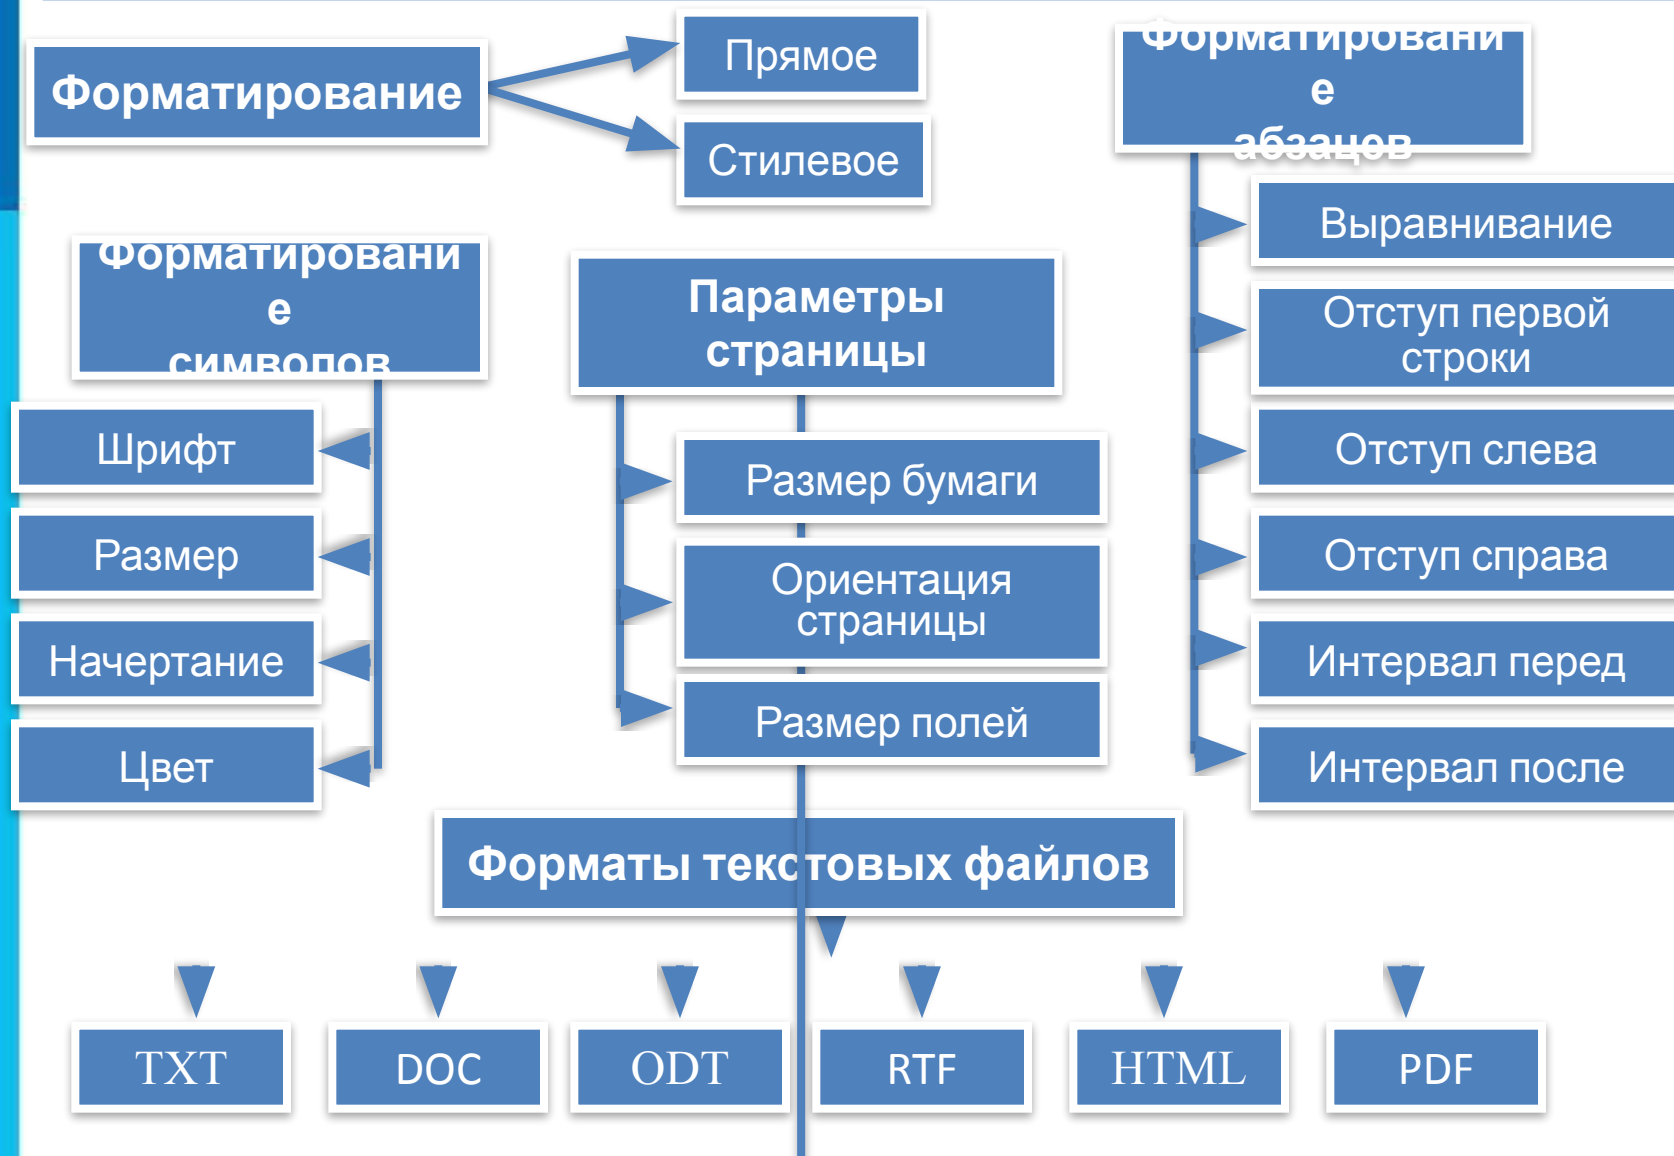 Форматирование
Прямое
Стилевое
Форматировани
е
абзацев
Выравнивание
Отступ первой
строки
Отступ слева
Отступ справа
Интервал перед
Интервал после
Форматировани
е
символов
Шрифт
Размер
Начертание
Цвет
Параметры
страницы
Размер бумаги
Ориентация
страницы
Размер полей
Форматы текстовых файлов
TXT
DOC
ODT
RTF
HTML
PDF